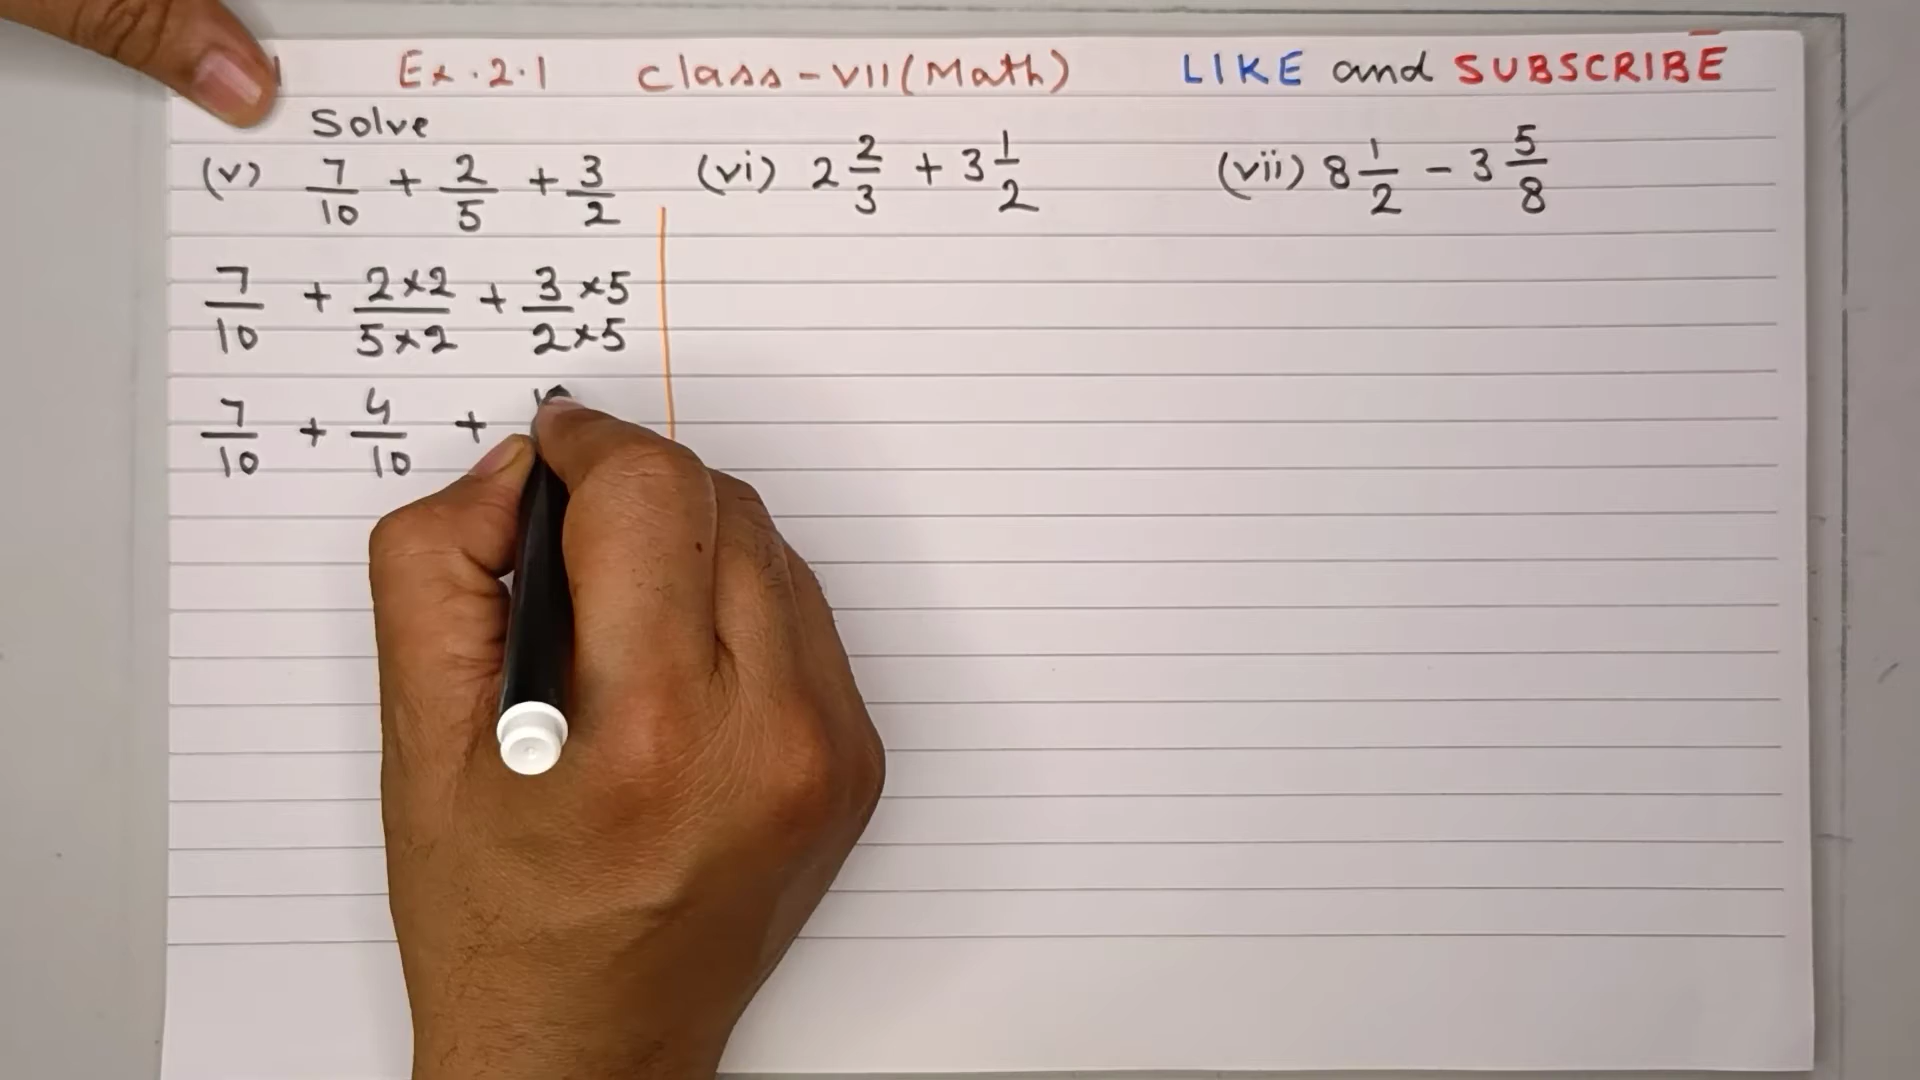 Ex.2.1 Class-VII (Math) LIKE and SUBSCRIBE
Solve
(v) 7/10 + 2/5 + 3/2 (vi) 2 2/3 + 3 1/2 (vii) 8 1/2 - 3 5/8
7/10 + 2×2/5×2 + 3×5/2×5
7/10 + 4/10 +